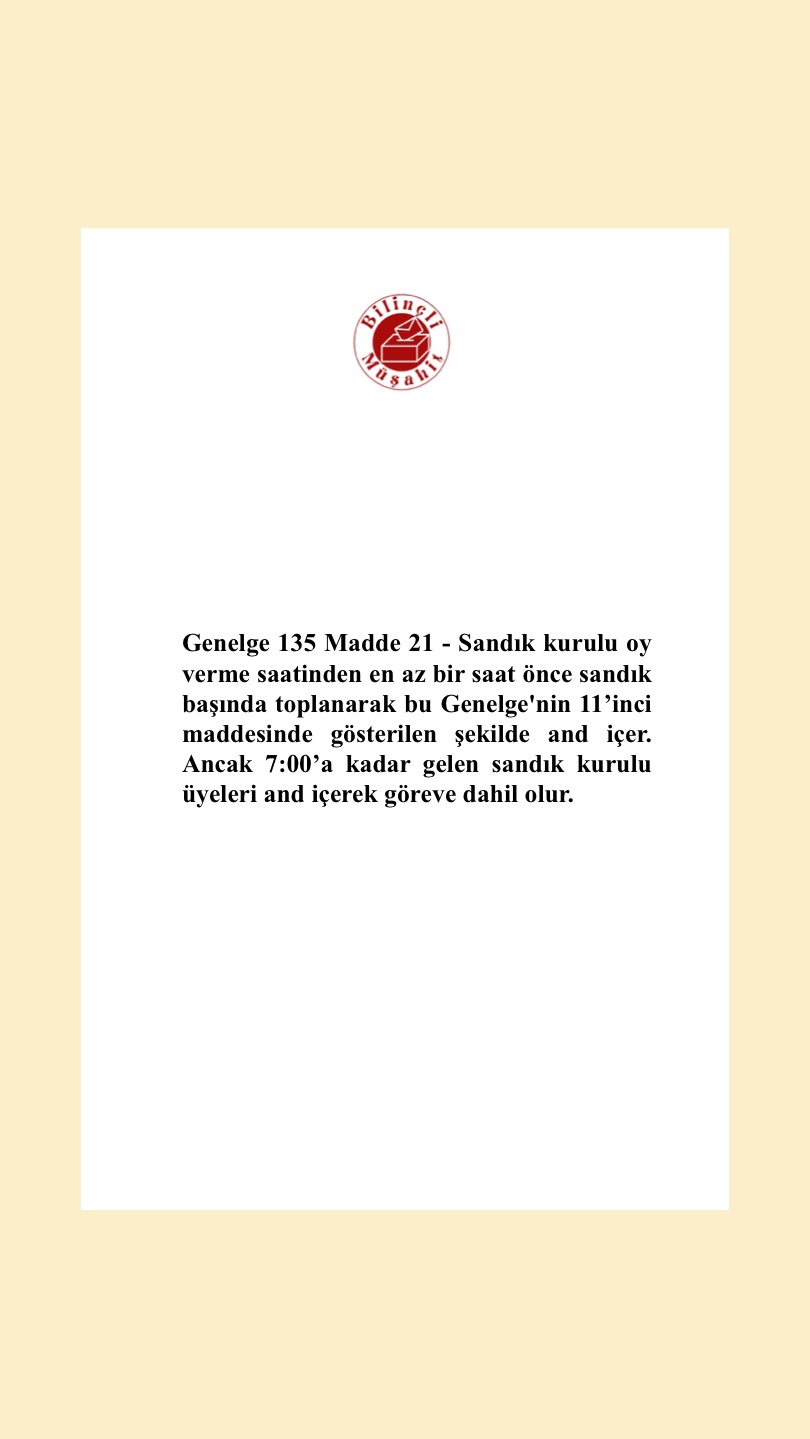 Bilinçli
Müşahit
Genelge 135 Madde 21 - Sandık kurulu oy
verme saatinden en az bir saat önce sandık
başında toplanarak bu Genelge'nin 11’inci
maddesinde gösterilen şekilde and içer.
Ancak 7:00’a kadar gelen sandık kurulu
üyeleri and içerek göreve dahil olur.